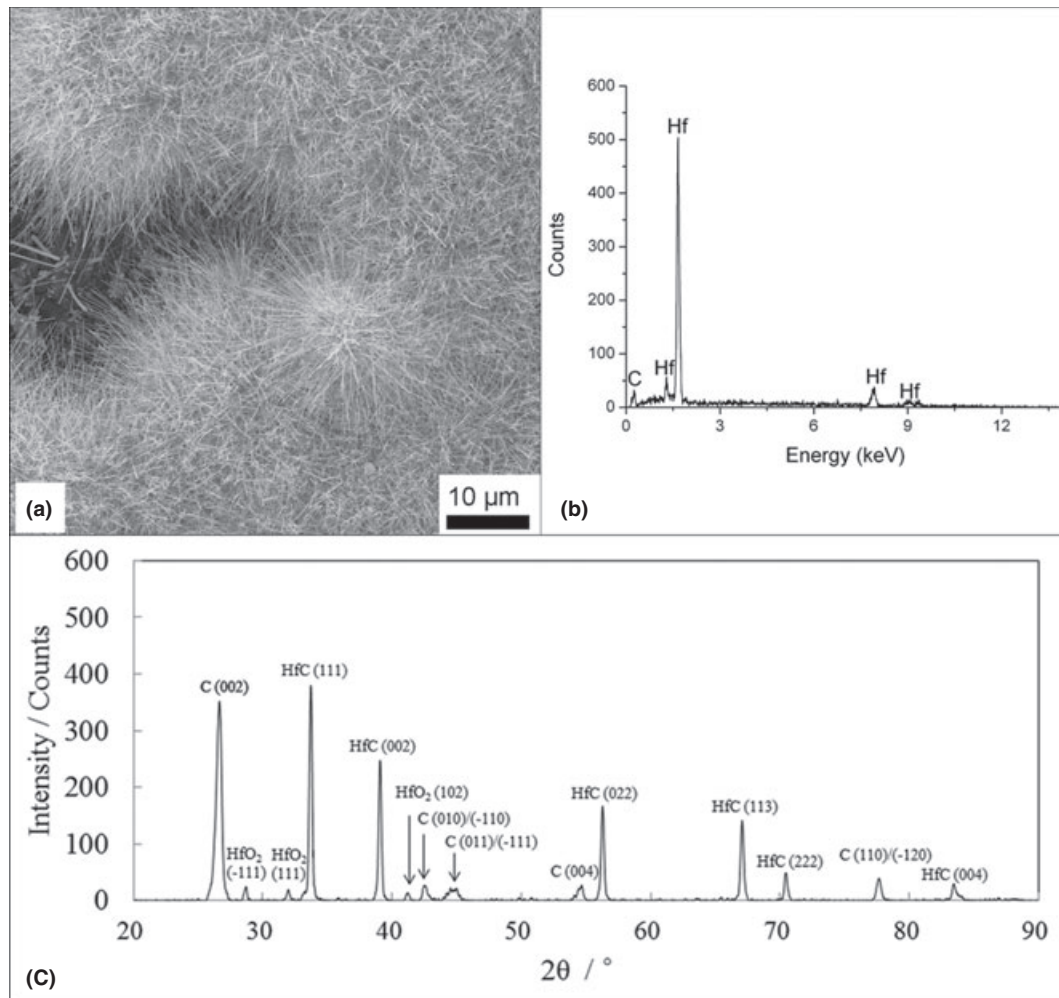 (a)
10 µm
600
500
400
300
200
100
0
Counts
C
Hf
Hf
Hf
Hf
0
3
6
9
12
Energy (keV)
(b)
600
500
400
300
200
100
0
Intensity / Counts
C (002)
HfO₂
(-111)
HfO₂
(111)
HfC (111)
HfC (002)
HfO₂ (102)
C (010)/(-110)
C (011)/(-111)
C (004)
HfC (022)
HfC (113)
HfC (222)
C (110)/(-120)
HfC (004)
20
30
40
50
60
70
80
90
2θ / °
(C)